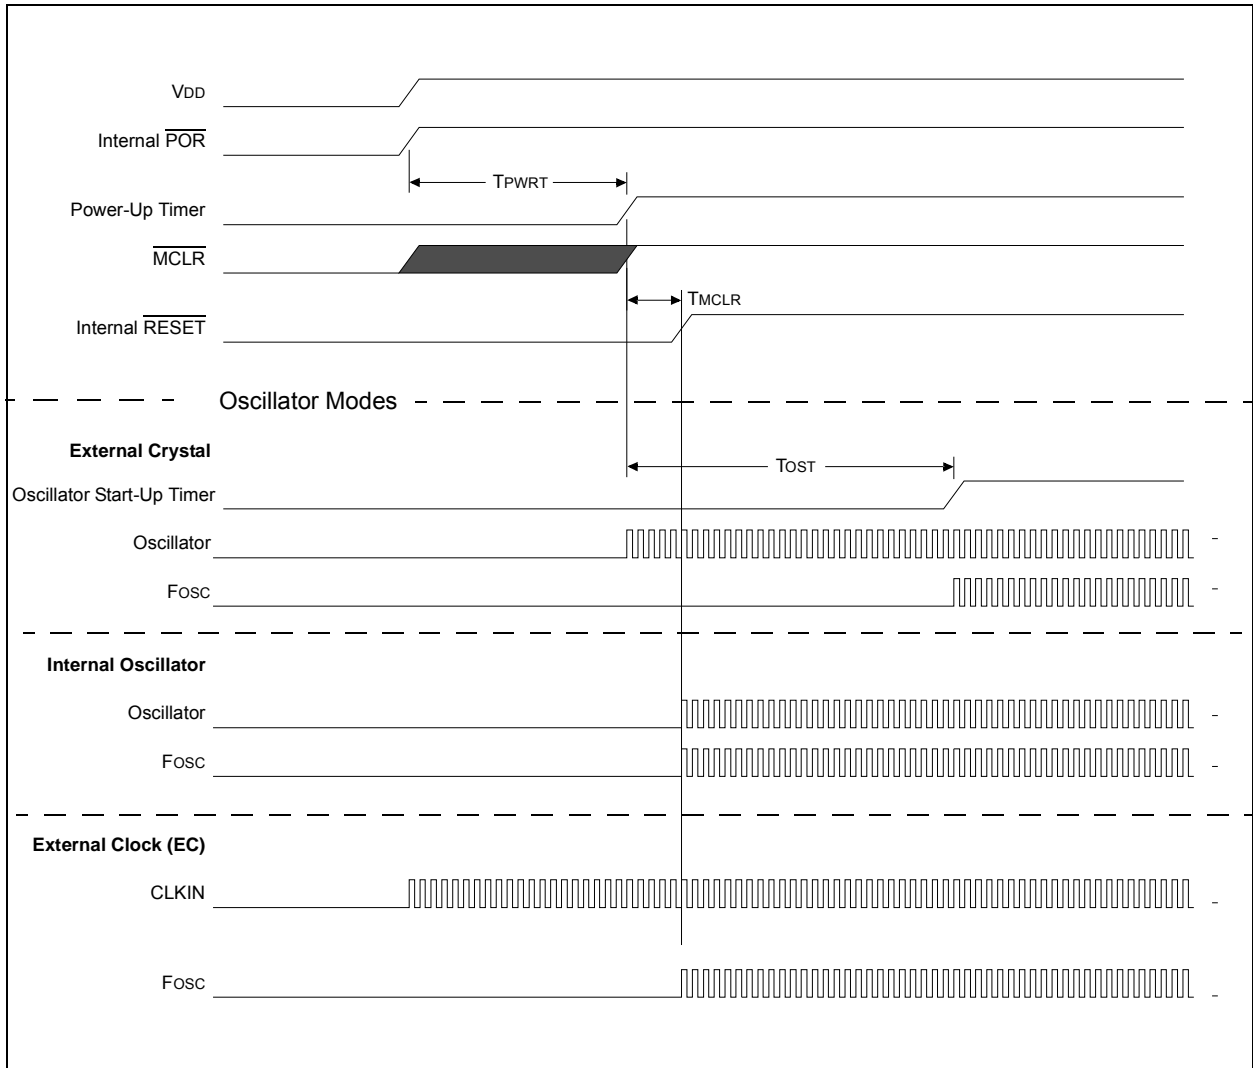 VDD
Internal POR
TPWRT
Power-Up Timer
MCLR
TMCLR
Internal RESET
Oscillator Modes
External Crystal
TOST
Oscillator Start-Up Timer
Oscillator
FOSC
Internal Oscillator
Oscillator
FOSC
External Clock (EC)
CLKIN
FOSC